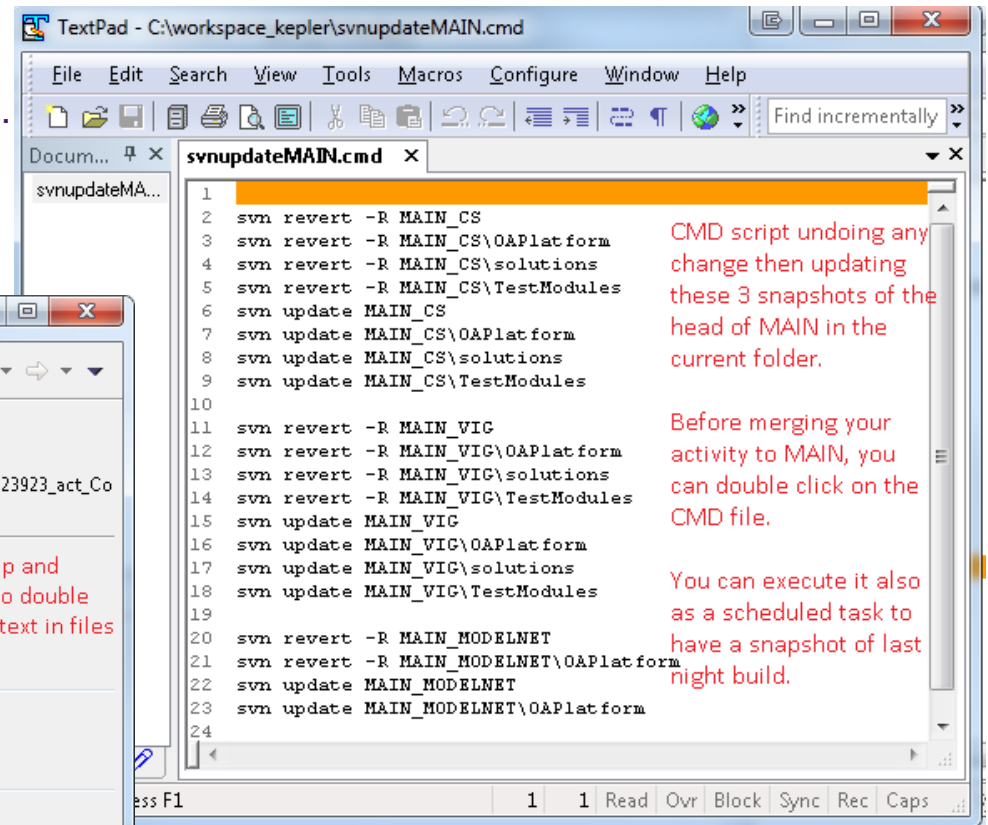 TextPad - C:\workspace_kepler\svnupdateMAIN.cmd
File Edit Search View Tools Macros Configure Window Help
Find incrementally
Docum...
svnupdateMAIN.cmd
svnupdateMA...
1
2 svn revert -R MAIN_CS
3 svn revert -R MAIN_CS\OAPlatform
4 svn revert -R MAIN_CS\solutions
5 svn revert -R MAIN_CS\TestModules
6 svn update MAIN_CS
7 svn update MAIN_CS\OAPlatform
8 svn update MAIN_CS\solutions
9 svn update MAIN_CS\TestModules
10
11 svn revert -R MAIN_VIG
12 svn revert -R MAIN_VIG\OAPlatform
13 svn revert -R MAIN_VIG\solutions
14 svn revert -R MAIN_VIG\TestModules
15 svn update MAIN_VIG
16 svn update MAIN_VIG\OAPlatform
17 svn update MAIN_VIG\solutions
18 svn update MAIN_VIG\TestModules
19
20 svn revert -R MAIN_MODELNET
21 svn revert -R MAIN_MODELNET\OAPlatform
22 svn update MAIN_MODELNET
23 svn update MAIN_MODELNET\OAPlatform
24
CMD script undoing any
change then updating
these 3 snapshots of the
head of MAIN in the
current folder.
Before merging your
activity to MAIN, you
can double click on the
CMD file.
You can execute it also
as a scheduled task to
have a snapshot of last
night build.
23923_act_Co
p and
o double
text in files
ess F1
1 1 Read Ovr Block Sync Rec Caps